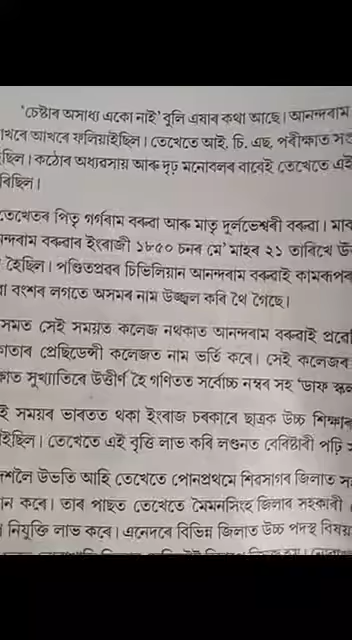 'চেষ্টাৰ অসাধ্য একো নাই' বুলি এষাৰ কথা আছে। আনন্দৰাম
আখৰে আখৰে ফলিয়াইছিল। তেখেতে আই, চি, এছ, পৰীক্ষাত
ছিল। কঠোৰ অধ্যৱসায় আৰু দৃঢ় মনোবলৰ বাবেই তেখেতে এই
ৰিছিল।
তেখেতৰ পিতৃ গৰ্গৰাম বৰুৱা আৰু মাতৃ দুৰ্লভেশ্বৰী বৰুৱা।
নন্দৰাম বৰুৱাৰ ইংৰাজী ১৮৫০ চনৰ মে' মাহৰ ২১ তাৰিখে
হৈছিল। পণ্ডিতপ্ৰৱৰ চিভিলিয়ান আনন্দৰাম বৰুৱাই কামৰূপৰ
বংশৰ লগতে অসমৰ নাম উজ্জ্বল কৰি থৈ গৈছে।
সমত সেই সময়ত কলেজ নথকাত আনন্দৰাম বৰুৱাই
কাতাৰ প্ৰেছিডেন্সী কলেজত নাম ভৰ্তি কৰে। সেই কলেজৰ
কাত সুখ্যাতিৰে উত্তীৰ্ণ হৈ গণিতত সৰ্বোচ্চ নম্বৰ সহ 'ডাফ স্কল
ই সময়ৰ ভাৰতত থকা ইংৰাজ চৰকাৰে ছাত্ৰক উচ্চ শিক্ষাৰ
ইছিল। তেখেতে এই বৃত্তি লাভ কৰি লণ্ডনত বেৰিষ্টাৰী পঢ়ি
দেশলৈ উভতি আহি তেখেতে পোনপ্ৰথমে শিৱসাগৰ জিলাত
ান কৰে। তাৰ পাছত তেখেতে মৈমনসিংহ জিলাৰ সহকাৰী
নিযুক্তি লাভ কৰে। এনেদৰে বিভিন্ন জিলাত উচ্চ পদস্থ বিষয়